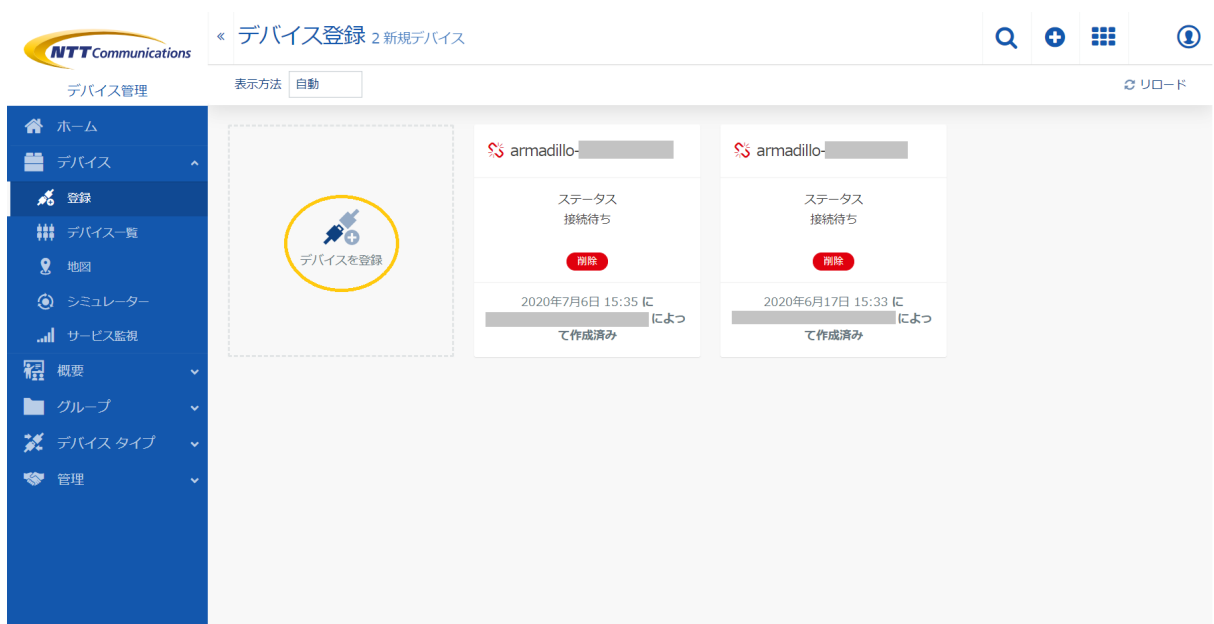 NTT Communications
デバイス管理
« デバイス登録 2 新規デバイス
表示方法 自動
リロード
ホーム
デバイス
登録
デバイス一覧
地図
シミュレーター
サービス監視
概要
グループ
デバイス タイプ
管理
デバイスを登録
armadillo-
ステータス
接続待ち
削除
2020年7月6日 15:35 に
によっ
て作成済み
armadillo-
ステータス
接続待ち
削除
2020年6月17日 15:33 に
によっ
て作成済み